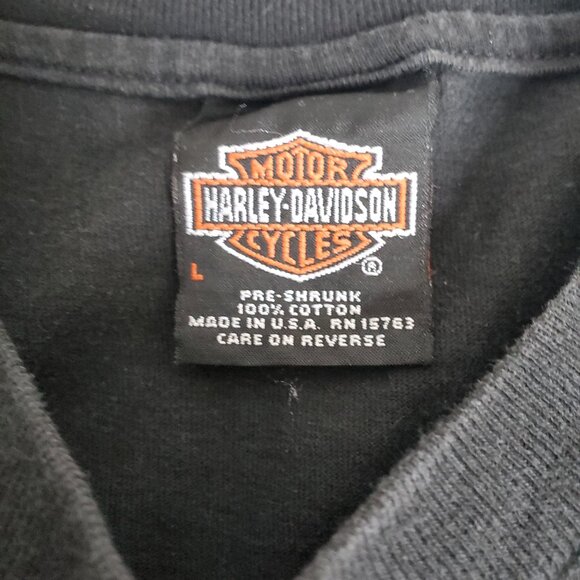 MOTOR
HARLEY-DAVIDSON
CYCLES
®
L
PRE-SHRUNK
100% COTTON
MADE IN U.S.A. RN 15763
CARE ON REVERSE